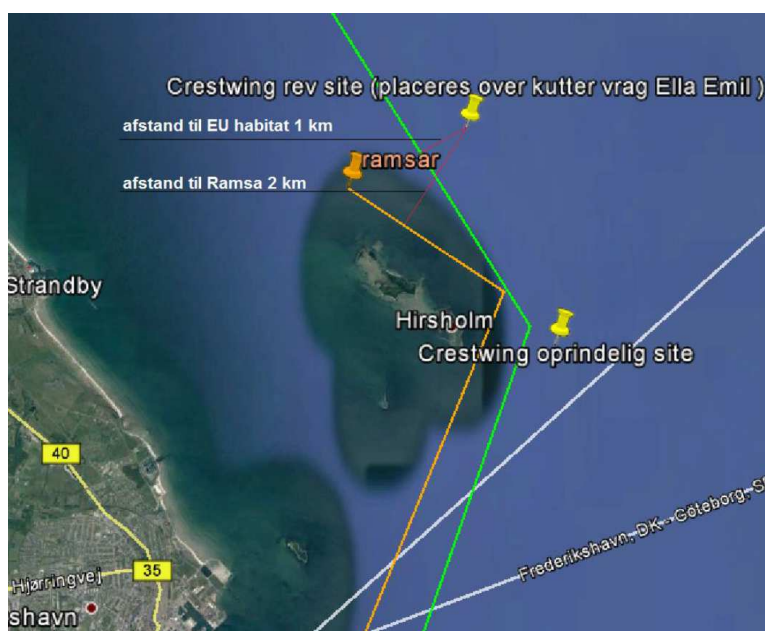 Crestwing rev site (placeres over kutter vrag Ella Emil )
afstand til EU habitat 1 km
ramsar
afstand til Ramsa 2 km
Strandby
Hirsholm
Crestwing oprindelig site
40
Frederikshavn, DK - Göteborg,
35
Hjørringvej
shavn